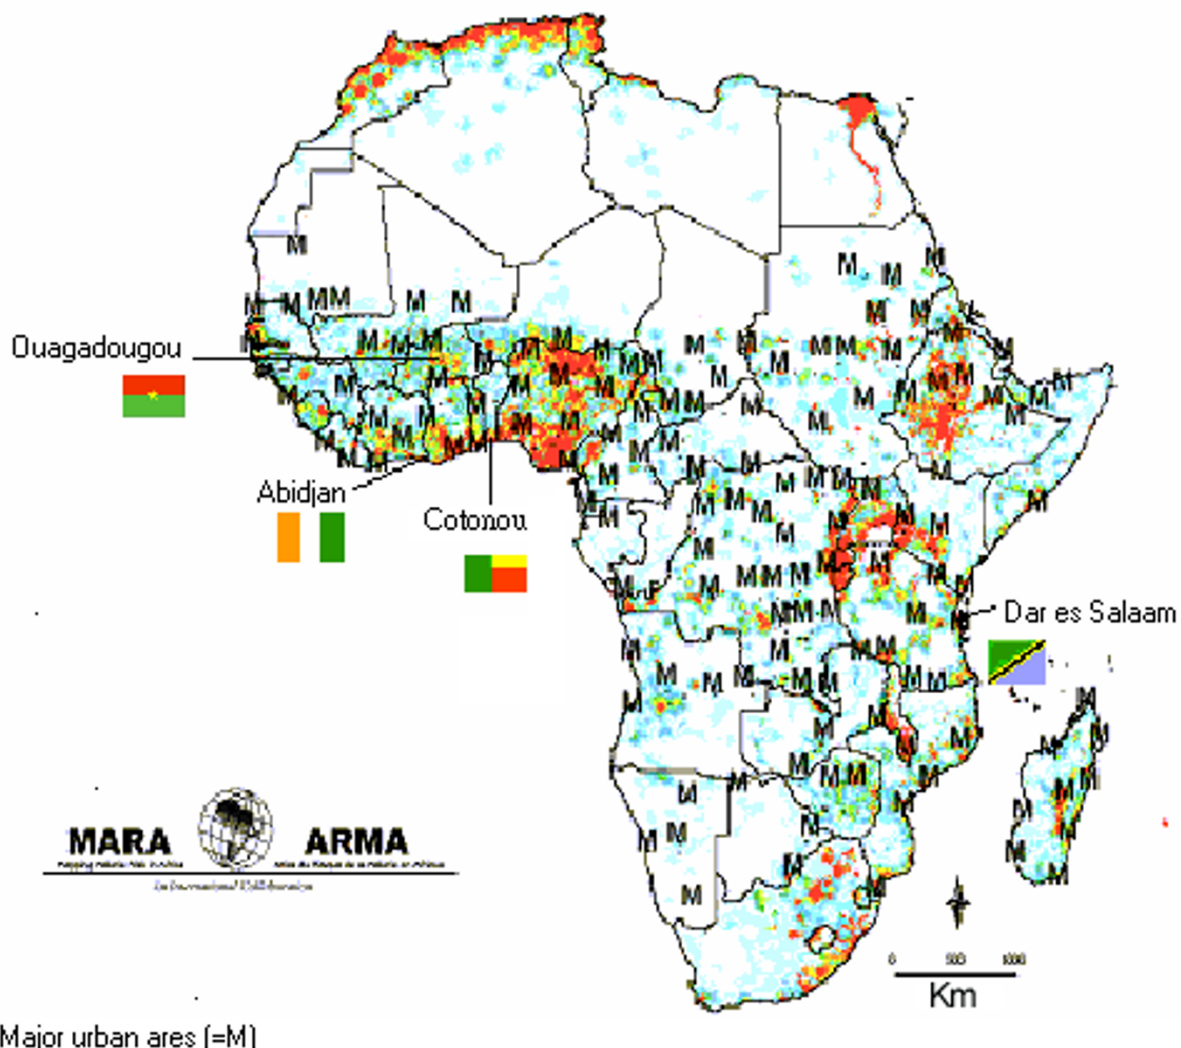 Ouagadougou
Abidjan
Cotonou
Dar es Salaam
MARA ARMA
0 500 1000
Km
Major urban ares (=M)